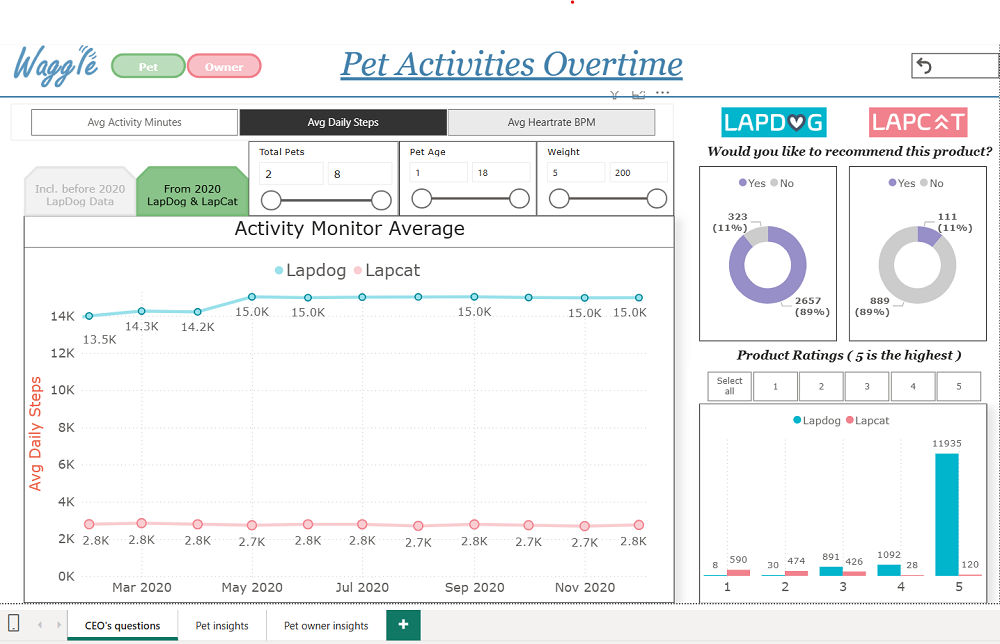 Waggle
Pet
Owner
Pet Activities Overtime
Avg Activity Minutes
Avg Daily Steps
Avg Heartrate BPM
Incl. before 2020
LapDog Data
From 2020
LapDog & LapCat
Total Pets
2
8
Pet Age
1
18
Weight
5
200
Activity Monitor Average
Lapdog
Lapcat
Avg Daily Steps
14K
12K
10K
8K
6K
4K
2K
0K
13.5K
14.3K
14.2K
15.0K
15.0K
15.0K
15.0K
15.0K
2.8K
2.8K
2.8K
2.7K
2.8K
2.8K
2.7K
2.8K
2.7K
2.7K
2.8K
Mar 2020
May 2020
Jul 2020
Sep 2020
Nov 2020
LAPDOG
LAPCAT
Would you like to recommend this product?
Yes
No
323
(11%)
2657
(89%)
Yes
No
111
(11%)
889
(89%)
Product Ratings ( 5 is the highest )
Select
all
1
2
3
4
5
Lapdog
Lapcat
8
590
30
474
891
426
1092
28
11935
120
1
2
3
4
5
CEO's questions
Pet insights
Pet owner insights